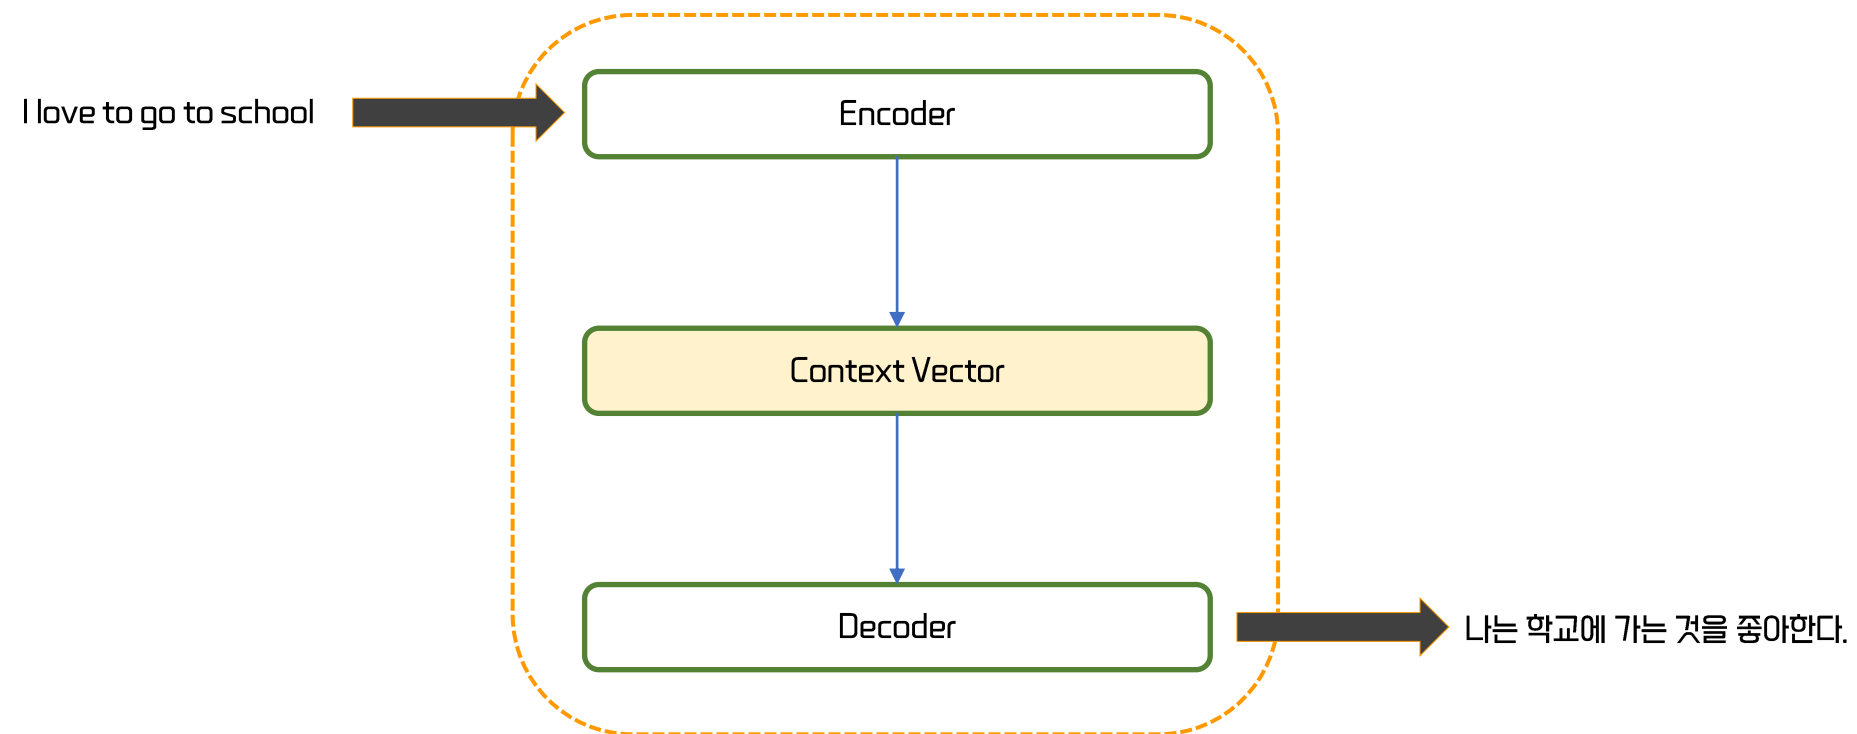 I love to go to school
Encoder
Context Vector
Decoder
나는 학교에 가는 것을 좋아한다.